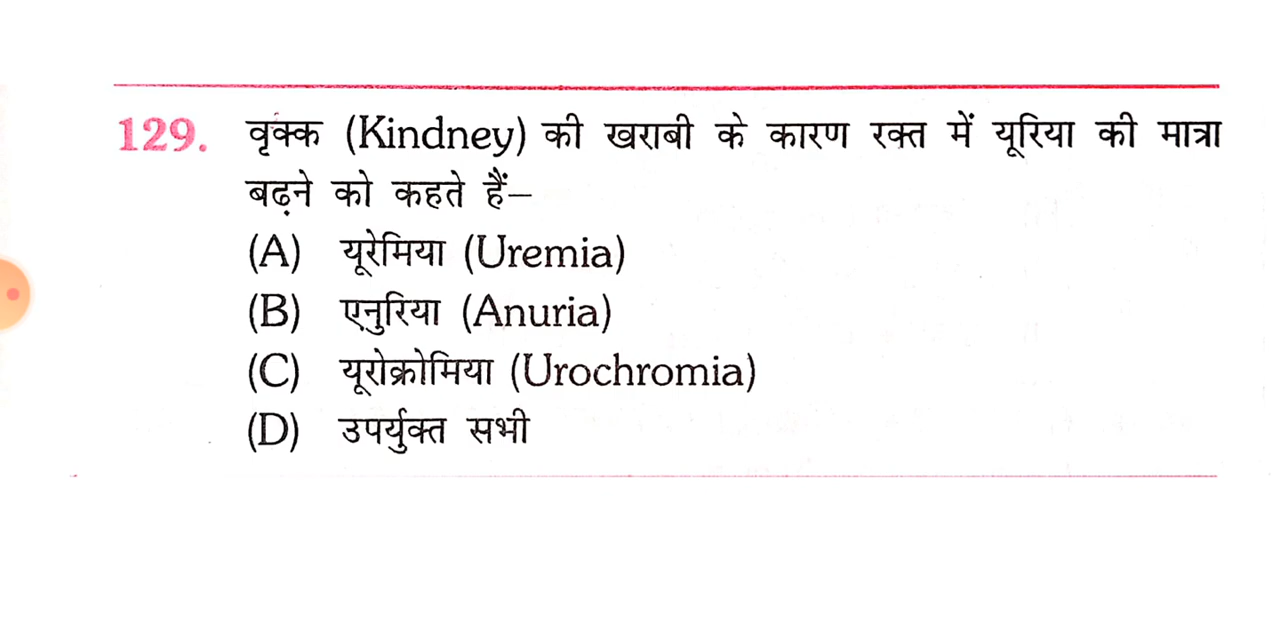 129. वृक्क (Kindney) की खराबी के कारण रक्त में यूरिया की मात्रा
बढ़ने को कहते हैं–
(A) यूरेमिया (Uremia)
(B) एनुरिया (Anuria)
(C) यूरोक्रोमिया (Urochromia)
(D) उपर्युक्त सभी